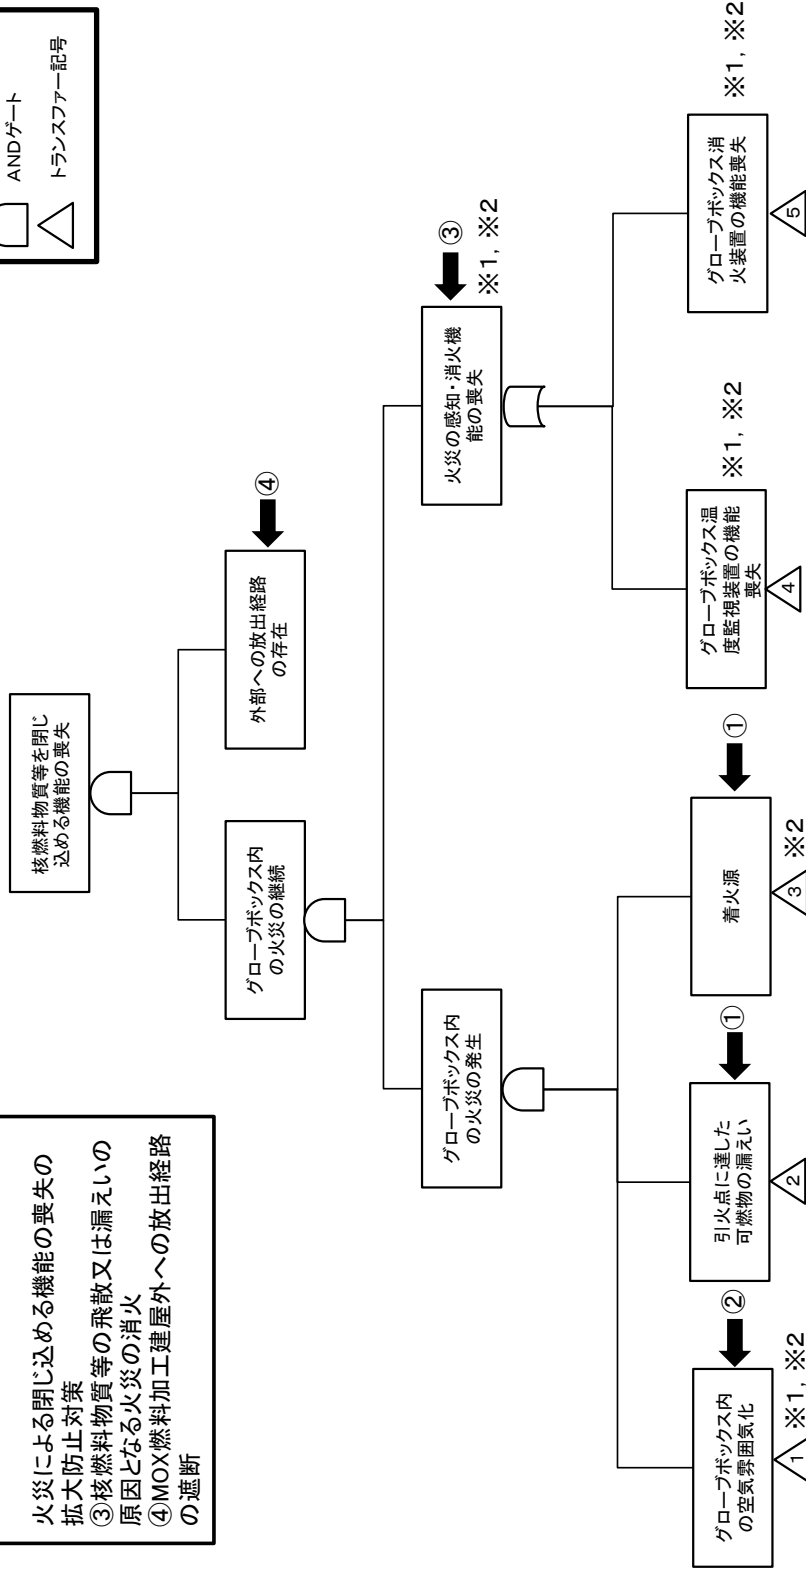 ANDゲート
トランスファー記号
火災による閉じ込める機能の喪失の
拡大防止対策
③核燃料物質等の飛散又は漏えいの
原因となる火災の消火
④MOX燃料加工建屋外への放出経路
の遮断
核燃料物質等を閉じ
込める機能の喪失
グローブボックス内
の火災の継続
外部への放出経路
の存在
④
グローブボックス内
の火災の発生
火災の感知・消火機
能の喪失
③
※1, ※2
グローブボックス内
の空気雰囲気化
②
1
※1, ※2
引火点に達した
可燃物の漏えい
①
2
着火源
①
3
※2
グローブボックス温
度監視装置の機能
喪失
※1, ※2
4
グローブボックス消
火装置の機能喪失
※1, ※2
5